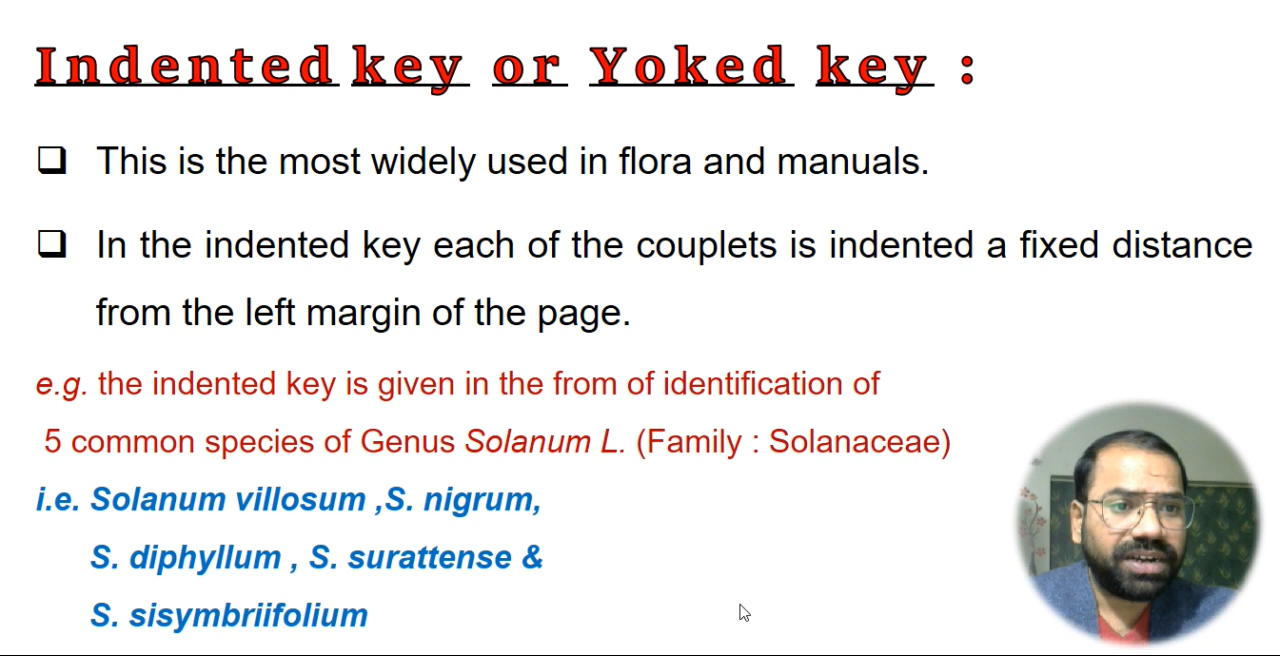 Indented key or Yoked key :
❑ This is the most widely used in flora and manuals.
❑ In the indented key each of the couplets is indented a fixed distance
from the left margin of the page.
e.g. the indented key is given in the from of identification of
5 common species of Genus Solanum L. (Family : Solanaceae)
i.e. Solanum villosum ,S. nigrum,
S. diphyllum , S. surattense &
S. sisymbriifolium